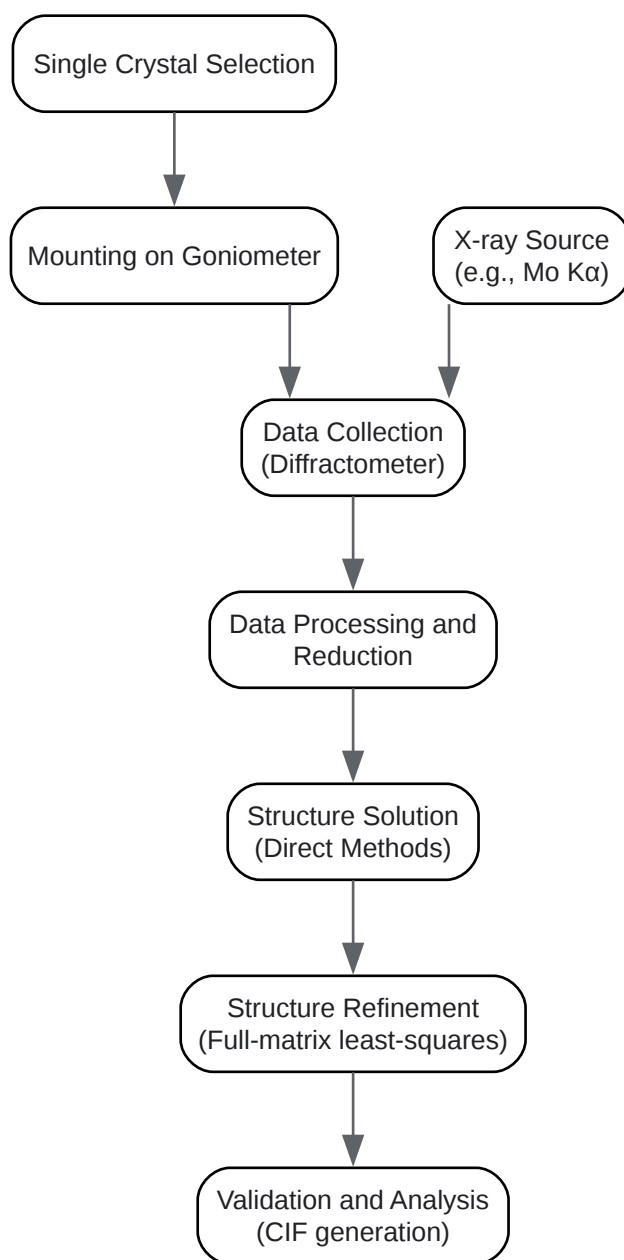 Single Crystal Selection
Mounting on Goniometer
X-ray Source
(e.g., Mo Kα)
Data Collection
(Diffractometer)
Data Processing and
Reduction
Structure Solution
(Direct Methods)
Structure Refinement
(Full-matrix least-squares)
Validation and Analysis
(CIF generation)